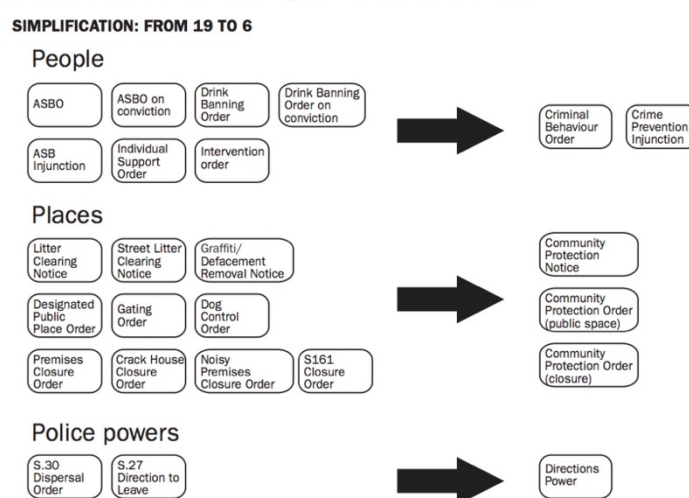 SIMPLIFICATION: FROM 19 TO 6
People
ASBO
ASBO on
conviction
Drink
Banning
Order
Drink Banning
Order on
conviction
ASB
Injunction
Individual
Support
Order
Intervention
order
Criminal
Behaviour
Order
Crime
Prevention
Injunction
Places
Litter
Clearing
Notice
Street Litter
Clearing
Notice
Graffiti/
Defacement
Removal Notice
Designated
Public
Place Order
Gating
Order
Dog
Control
Order
Premises
Closure
Order
Crack House
Closure
Order
Noisy
Premises
Closure Order
S161
Closure
Order
Community
Protection
Notice
Community
Protection Order
(public space)
Community
Protection Order
(closure)
Police powers
S.30
Dispersal
Order
S.27
Direction to
Leave
Directions
Power